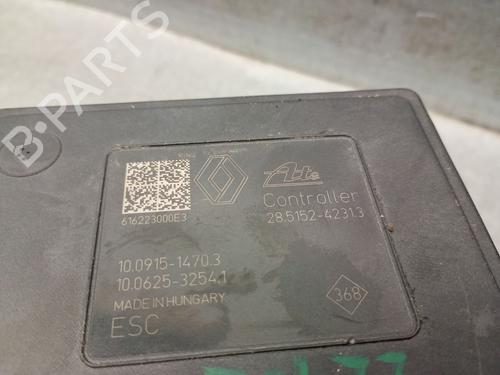 B-PARTS
Ate
Controller
28.5152-4231.3
616223000E3
10.0915-1470.3
10.0625-3254.1
MADE IN HUNGARY
368
ESC